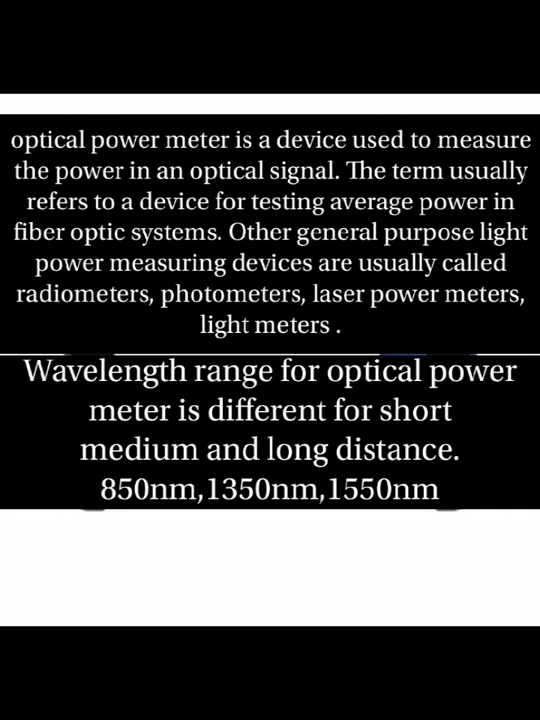 optical power meter is a device used to measure
the power in an optical signal. The term usually
refers to a device for testing average power in
fiber optic systems. Other general purpose light
power measuring devices are usually called
radiometers, photometers, laser power meters,
light meters .
Wavelength range for optical power
meter is different for short
medium and long distance.
850nm,1350nm,1550nm